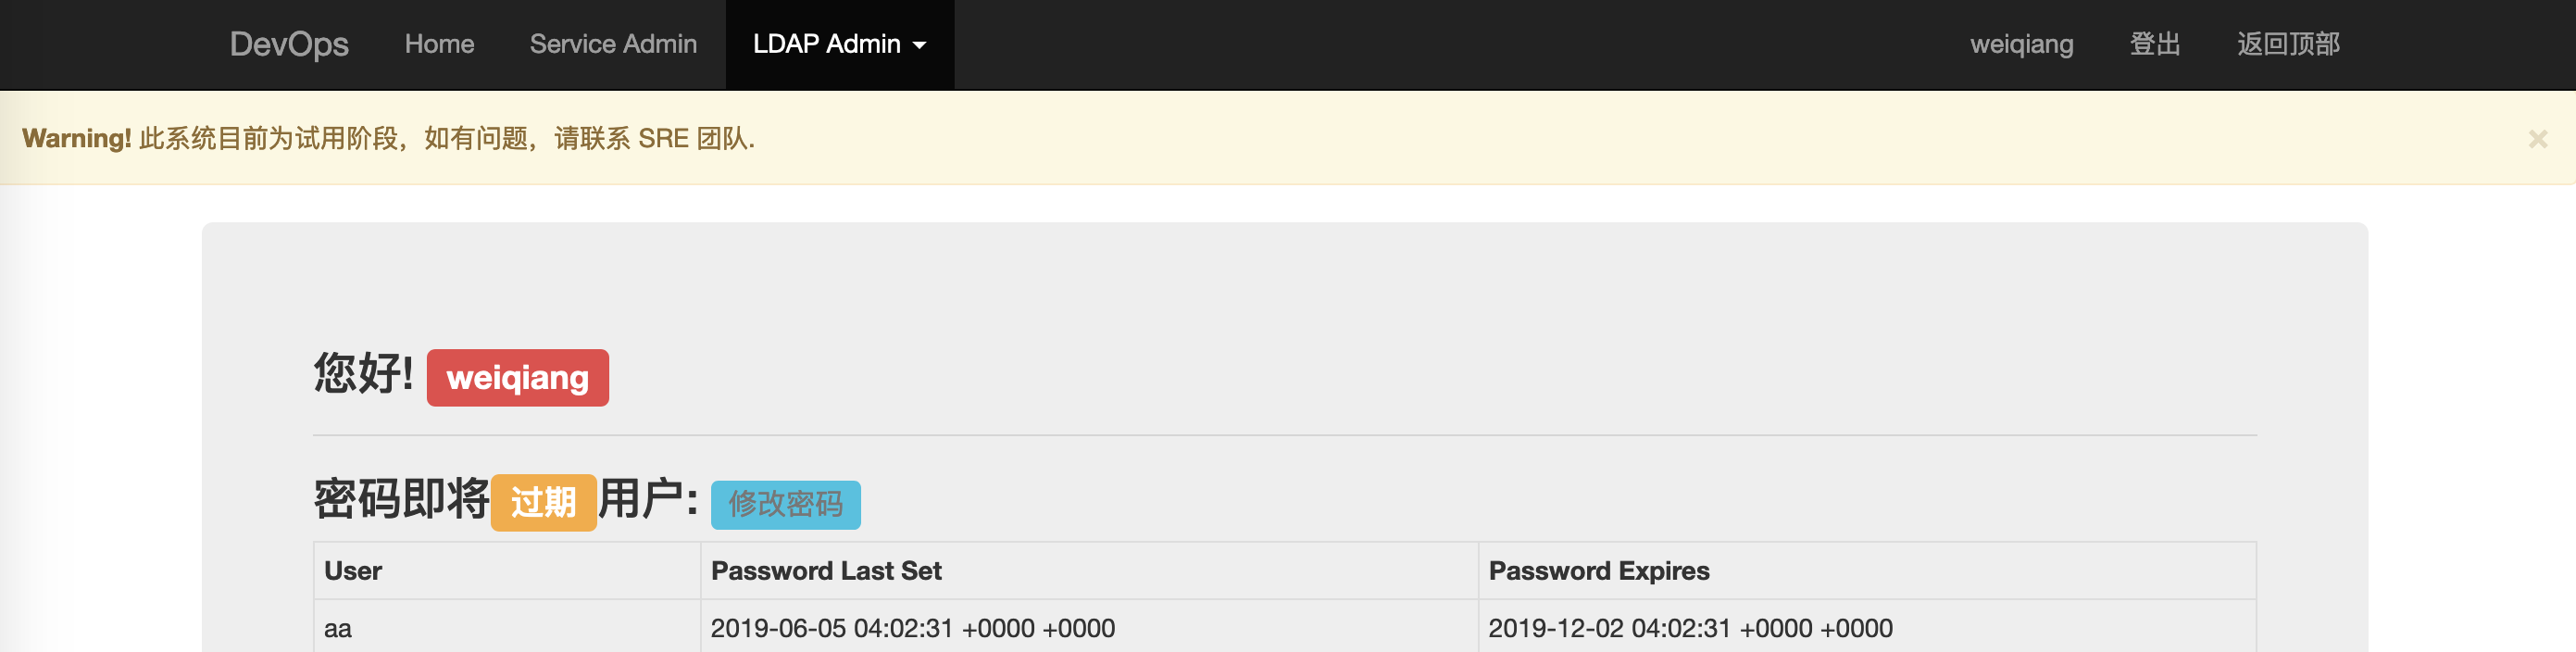 DevOps Home Service Admin LDAP Admin weiqiang 登出 返回顶部
Warning! 此系统目前为试用阶段，如有问题，请联系 SRE 团队. ×
您好! weiqiang
密码即将过期用户: 修改密码
User Password Last Set Password Expires
aa 2019-06-05 04:02:31 +0000 +0000 2019-12-02 04:02:31 +0000 +0000